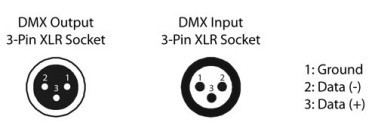 DMX Output
3-Pin XLR Socket
DMX Input
3-Pin XLR Socket
2 1
3
1 2
3
1: Ground
2: Data (-)
3: Data (+)